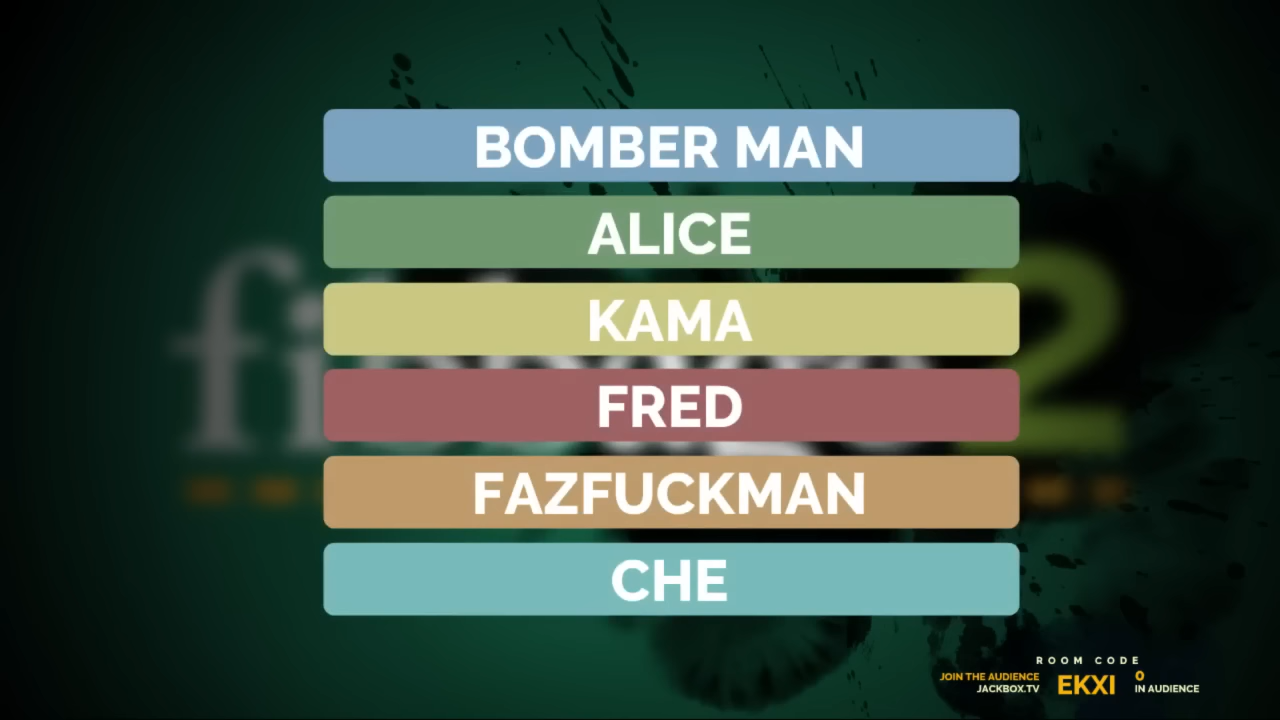 BOMBER MAN
ALICE
KAMA
FRED
FAZFUCKMAN
CHE
ROOM CODE
JOIN THE AUDIENCE
JACKBOX.TV
EKXI
0
IN AUDIENCE